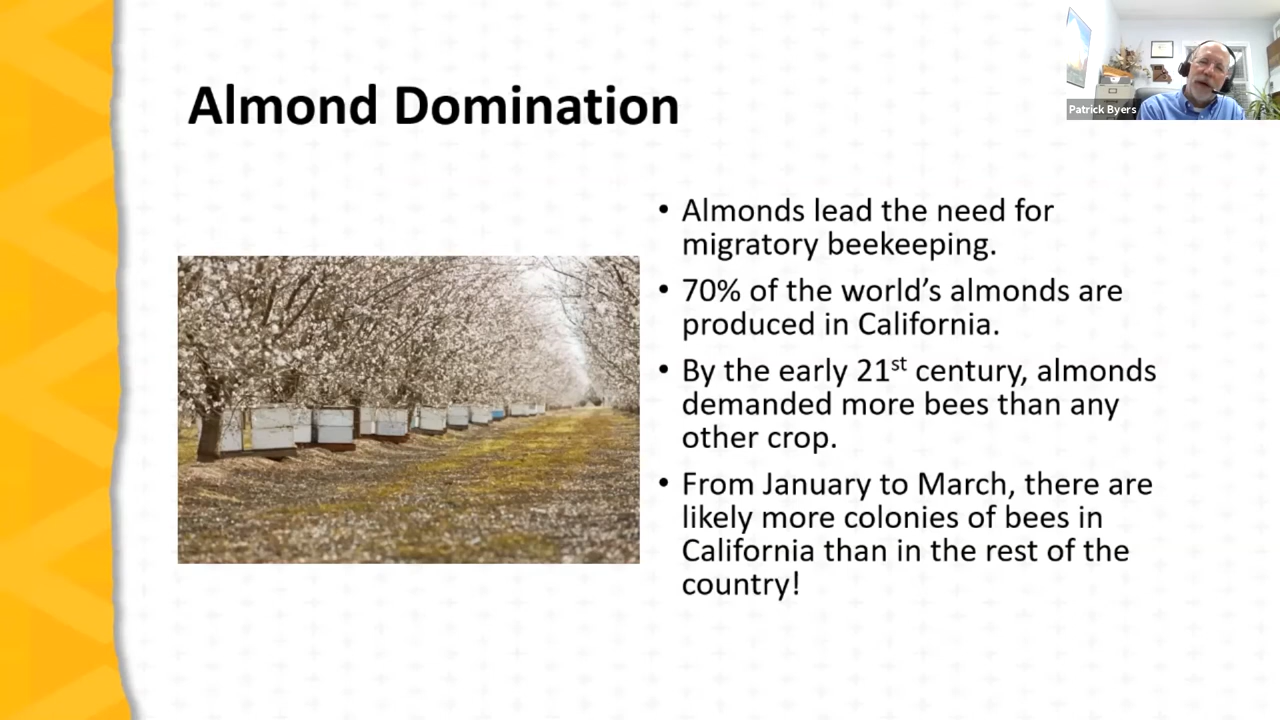 Almond Domination
Patrick Byers
• Almonds lead the need for
migratory beekeeping.
• 70% of the world’s almonds are
produced in California.
• By the early 21st century, almonds
demanded more bees than any
other crop.
• From January to March, there are
likely more colonies of bees in
California than in the rest of the
country!